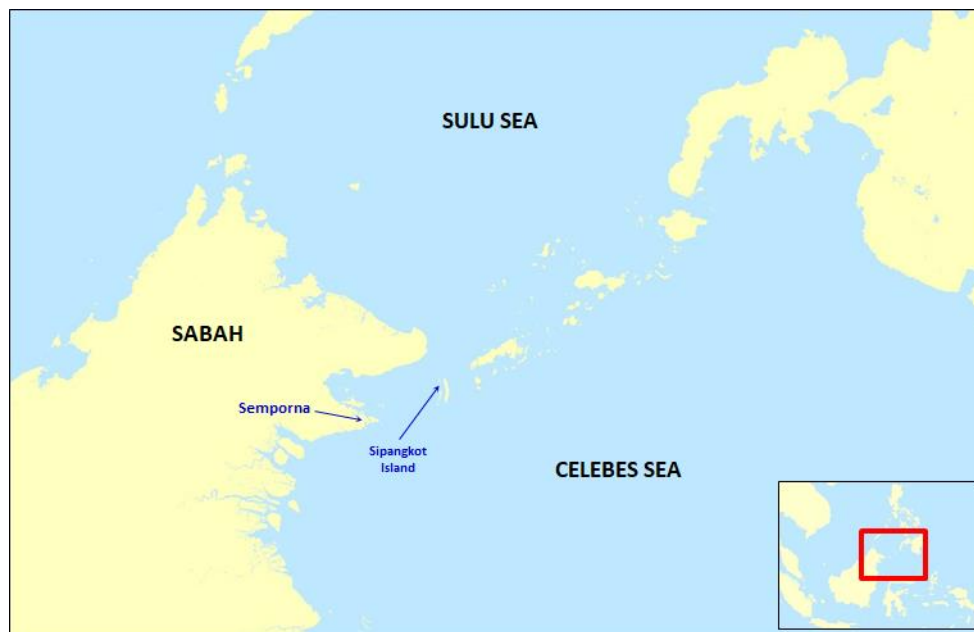 SULU SEA
SABAH
Semporna
Sipangkot
Island
CELEBES SEA